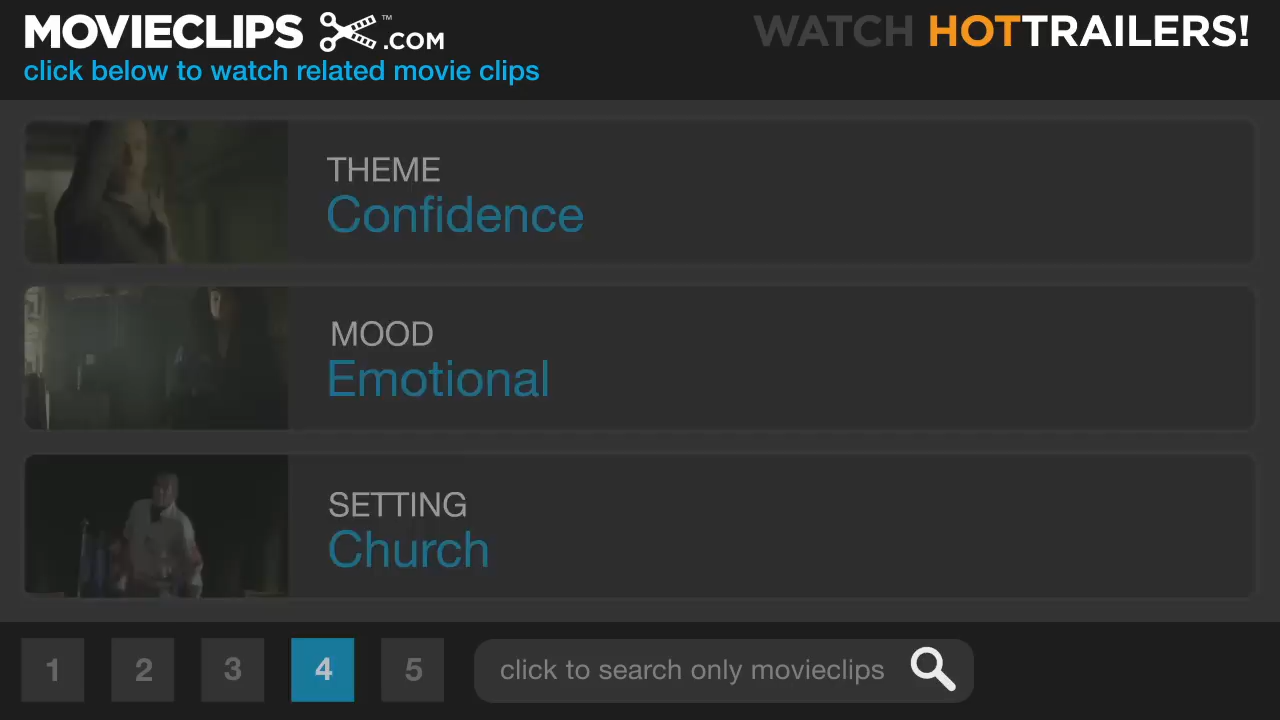 MOVIECLIPS ™ .COM
WATCH HOTTRAILERS!
click below to watch related movie clips
THEME
Confidence
MOOD
Emotional
SETTING
Church
1 2 3 4 5 click to search only movieclips